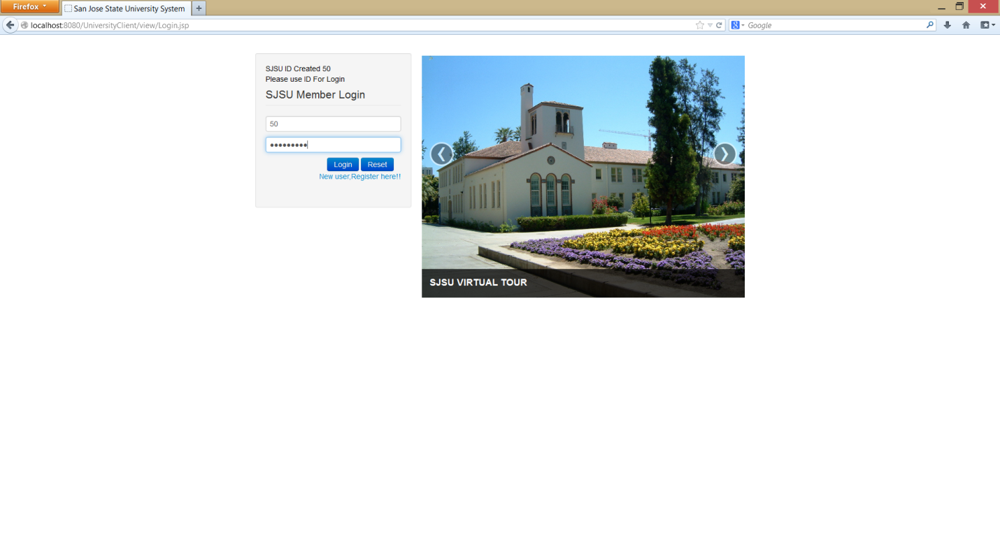 Firefox
San Jose State University System
localhost:8080/UniversityClient/view/Login.jsp
Google
SJSU ID Created 50
Please use ID For Login
SJSU Member Login
50
Login Reset
New user,Register here!!
SJSU VIRTUAL TOUR